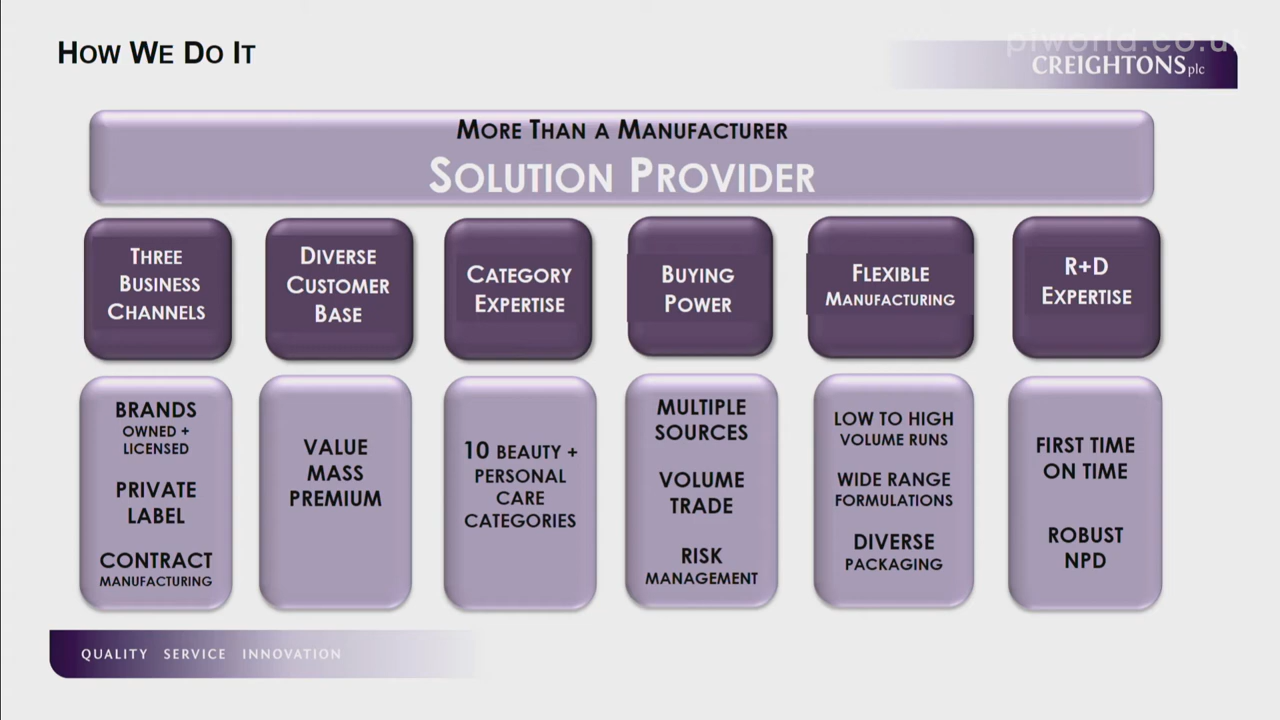 HOW WE DO IT
piworld.co.uk
CREIGHTONS plc
MORE THAN A MANUFACTURER
SOLUTION PROVIDER
THREE
BUSINESS
CHANNELS
DIVERSE
CUSTOMER
BASE
CATEGORY
EXPERTISE
BUYING
POWER
FLEXIBLE
MANUFACTURING
R+D
EXPERTISE
BRANDS
OWNED +
LICENSED
PRIVATE
LABEL
CONTRACT
MANUFACTURING
VALUE
MASS
PREMIUM
10 BEAUTY +
PERSONAL
CARE
CATEGORIES
MULTIPLE
SOURCES
VOLUME
TRADE
RISK
MANAGEMENT
LOW TO HIGH
VOLUME RUNS
WIDE RANGE
FORMULATIONS
DIVERSE
PACKAGING
FIRST TIME
ON TIME
ROBUST
NPD
QUALITY SERVICE INNOVATION